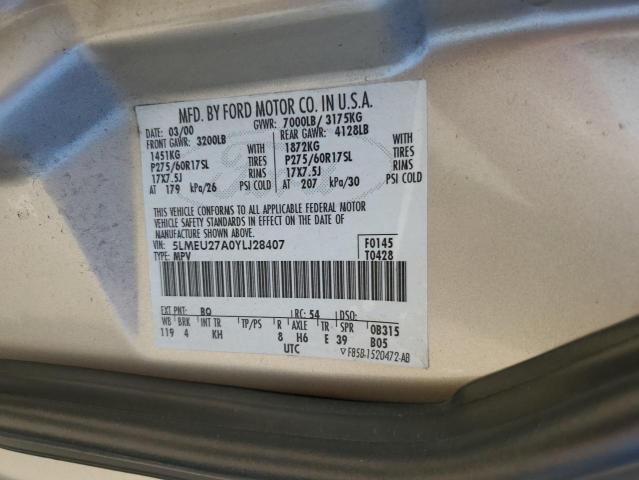 MFD. BY FORD MOTOR CO. IN U.S.A.
DATE: 03/00 GVWR: 7000LB/ 3175KG
FRONT GAWR: 3200LB REAR GAWR: 4128LB
1451KG 1872KG
P275/60R17SL TIRES P275/60R17SL TIRES
17X7.5J RIMS 17X7.5J RIMS
AT 179 kPa/26 PSI COLD AT 207 kPa/30 PSI COLD
THIS VEHICLE CONFORMS TO ALL APPLICABLE FEDERAL MOTOR
VEHICLE SAFETY STANDARDS IN EFFECT ON THE DATE OF
MANUFACTURE SHOWN ABOVE.
VIN: 5LMEU27A0YLJ28407 F0145
TYPE: MPV T0428
EXT PNT: BQ RC: 54 DSO:
WB BRK INT TR TP/PS R AXLE TR SPR 0B315
119 4 KH 8 H6 E 39 B05
UTC F85B-1520472-AB